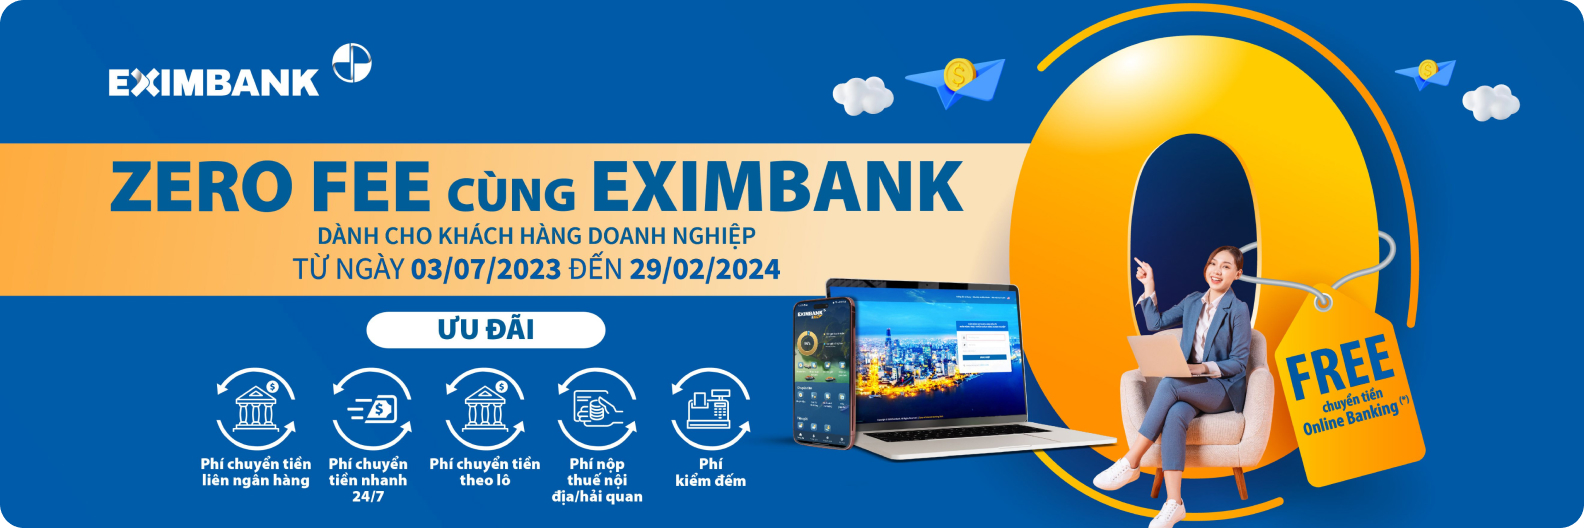 EXIMBANK
ZERO FEE CÙNG EXIMBANK
DÀNH CHO KHÁCH HÀNG DOANH NGHIỆP
TỪ NGÀY 03/07/2023 ĐẾN 29/02/2024
ƯU ĐÃI
Phí chuyển tiền
liên ngân hàng
Phí chuyển
tiền nhanh
24/7
Phí chuyển tiền
theo lô
Phí nộp
thuế nội
địa/hải quan
Phí
kiểm đếm
EXIMBANK
FREE
chuyển tiền
Online Banking (*)